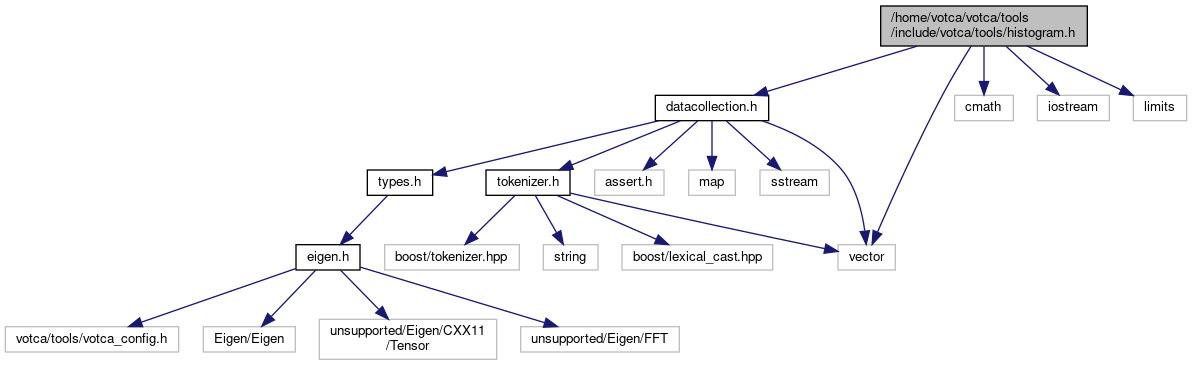 /home/votca/votca/tools
/include/votca/tools/histogram.h
datacollection.h
cmath
iostream
limits
types.h
tokenizer.h
assert.h
map
sstream
eigen.h
boost/tokenizer.hpp
string
boost/lexical_cast.hpp
vector
votca/tools/votca_config.h
Eigen/Eigen
unsupported/Eigen/CXX11
/Tensor
unsupported/Eigen/FFT